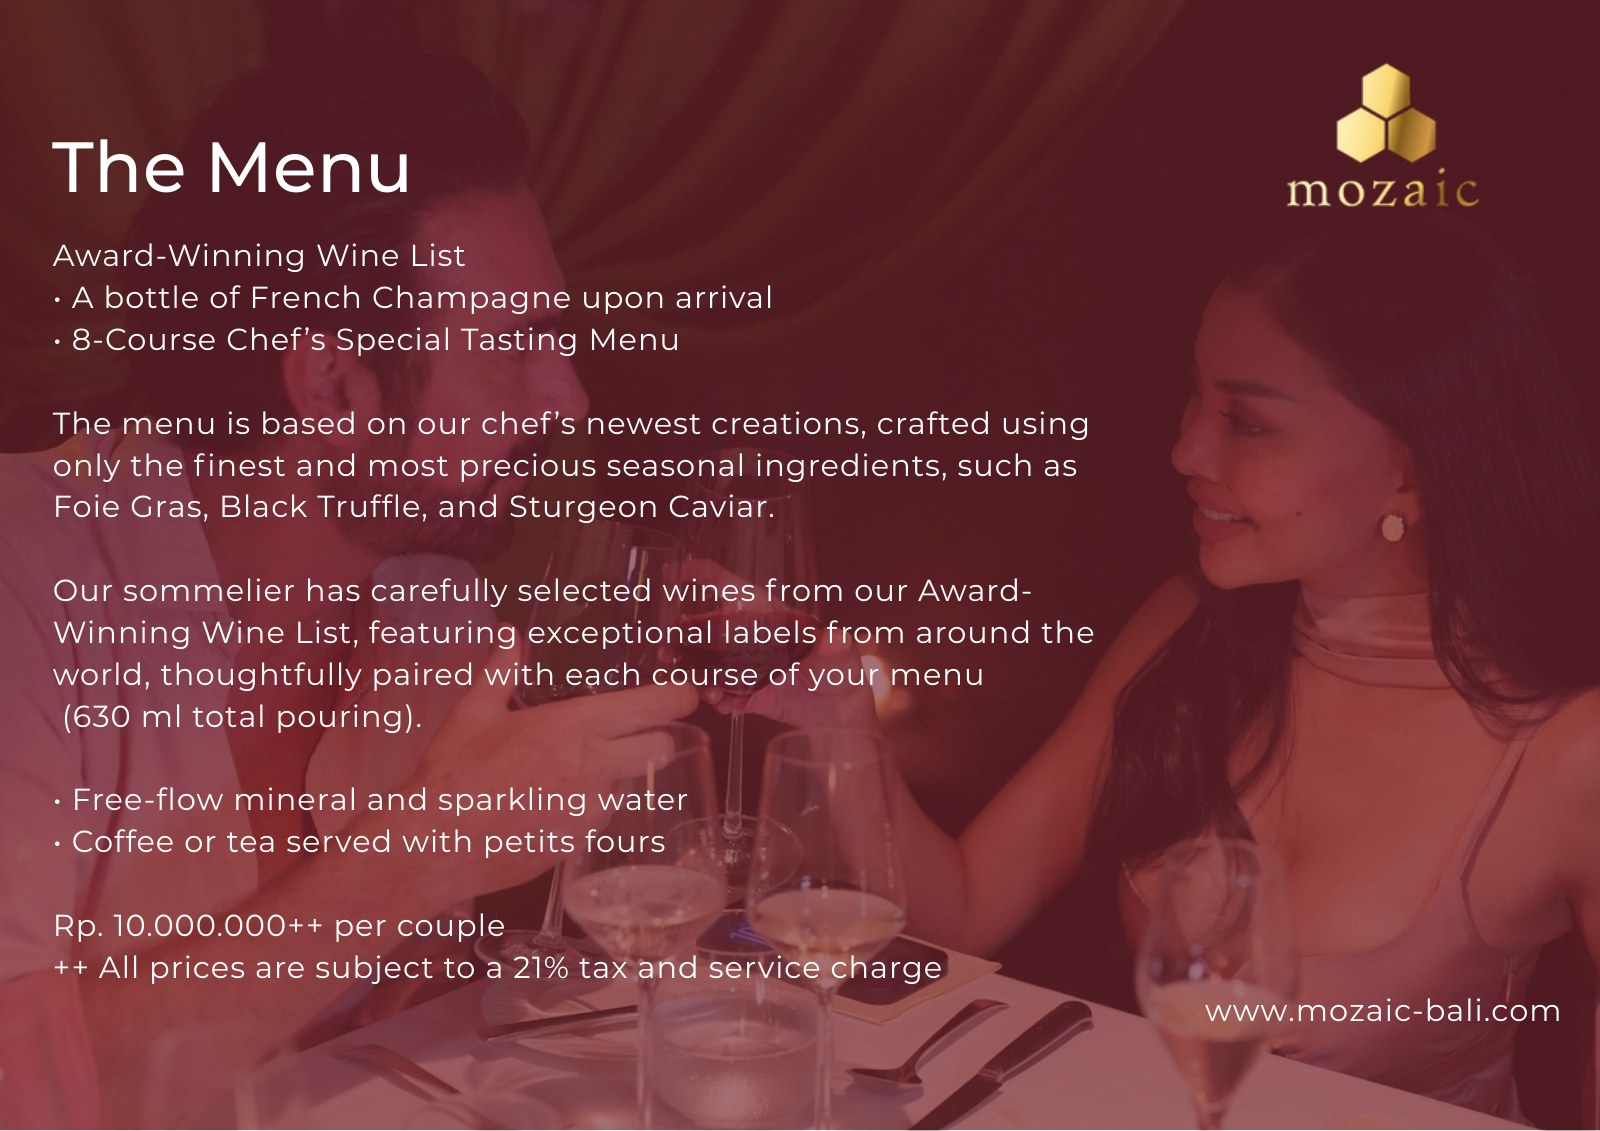 mozaic
The Menu
Award-Winning Wine List
• A bottle of French Champagne upon arrival
• 8-Course Chef’s Special Tasting Menu
The menu is based on our chef’s newest creations, crafted using
only the finest and most precious seasonal ingredients, such as
Foie Gras, Black Truffle, and Sturgeon Caviar.
Our sommelier has carefully selected wines from our Award-
Winning Wine List, featuring exceptional labels from around the
world, thoughtfully paired with each course of your menu
(630 ml total pouring).
• Free-flow mineral and sparkling water
• Coffee or tea served with petits fours
Rp. 10.000.000++ per couple
++ All prices are subject to a 21% tax and service charge
www.mozaic-bali.com